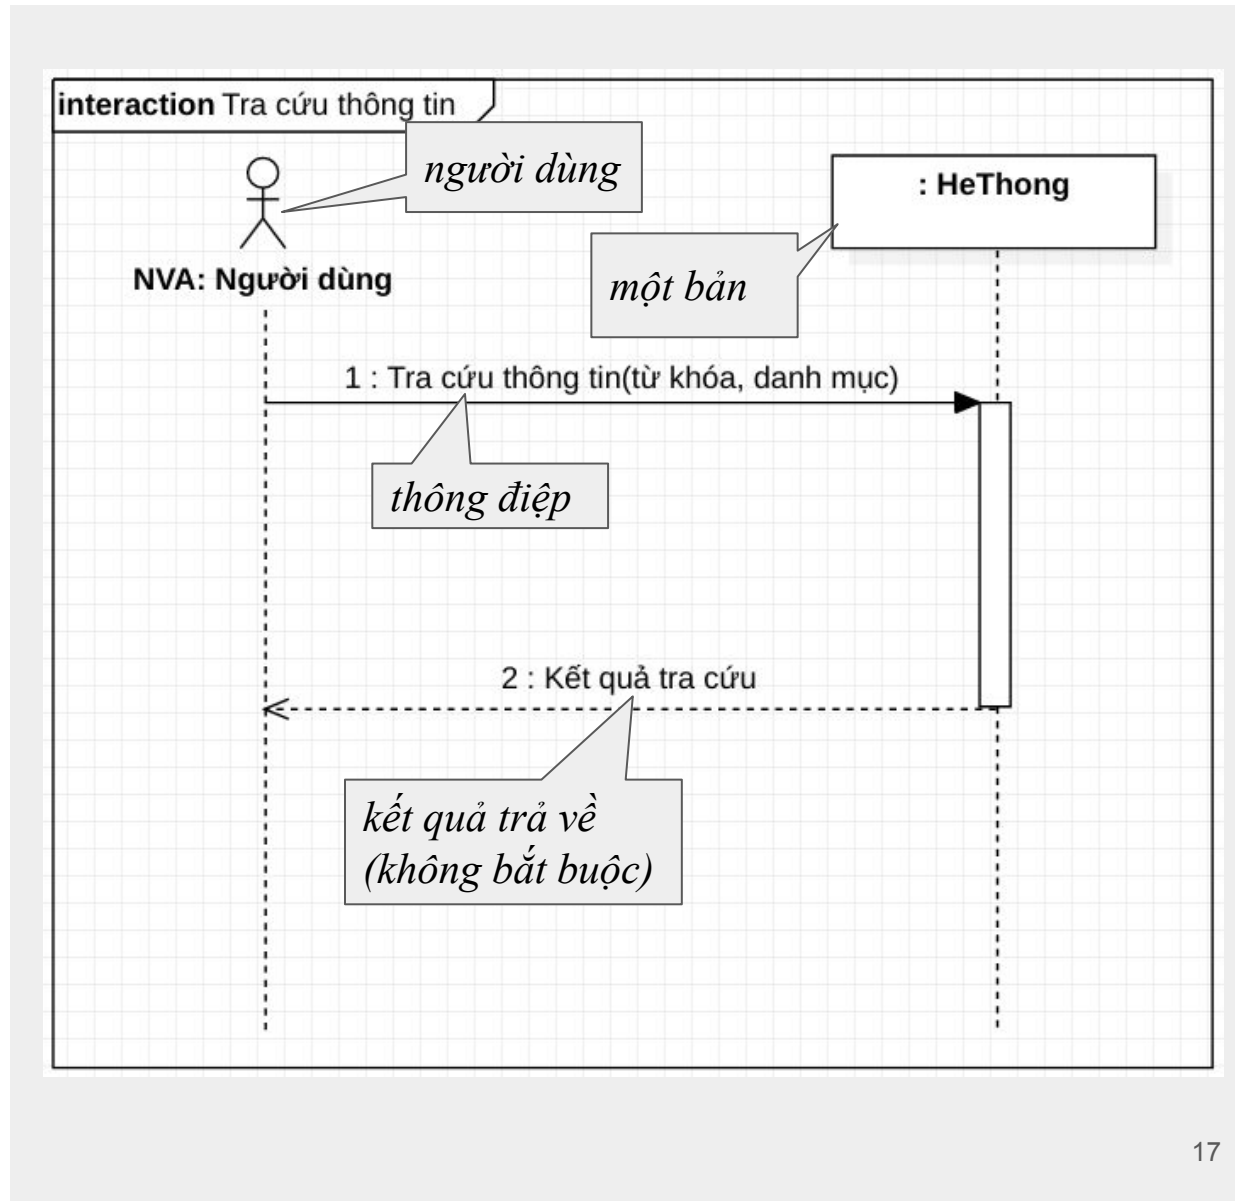 interaction Tra cứu thông tin
người dùng
: HeThong
NVA: Người dùng
một bản
1 : Tra cứu thông tin(từ khóa, danh mục)
thông điệp
2 : Kết quả tra cứu
kết quả trả về
(không bắt buộc)
17